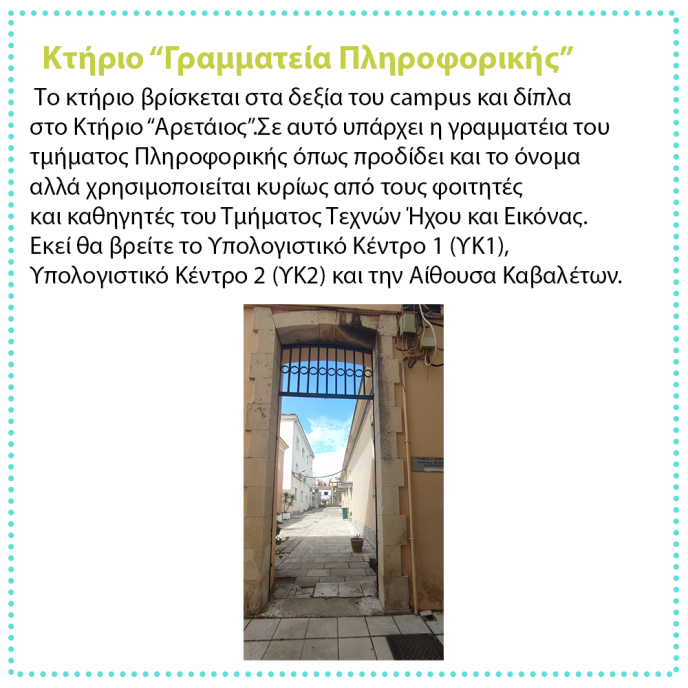 Κτήριο “Γραμματεία Πληροφορικής”
Το κτήριο βρίσκεται στα δεξία του campus και δίπλα
στο Κτήριο “Αρετάιος”.Σε αυτό υπάρχει η γραμματέια του
τμήματος Πληροφορικής όπως προδίδει και το όνομα
αλλά χρησιμοποιείται κυρίως από τους φοιτητές
και καθηγητές του Τμήματος Τεχνών Ήχου και Εικόνας.
Εκεί θα βρείτε το Υπολογιστικό Κέντρο 1 (ΥΚ1),
Υπολογιστικό Κέντρο 2 (ΥΚ2) και την Αίθουσα Καβαλέτων.